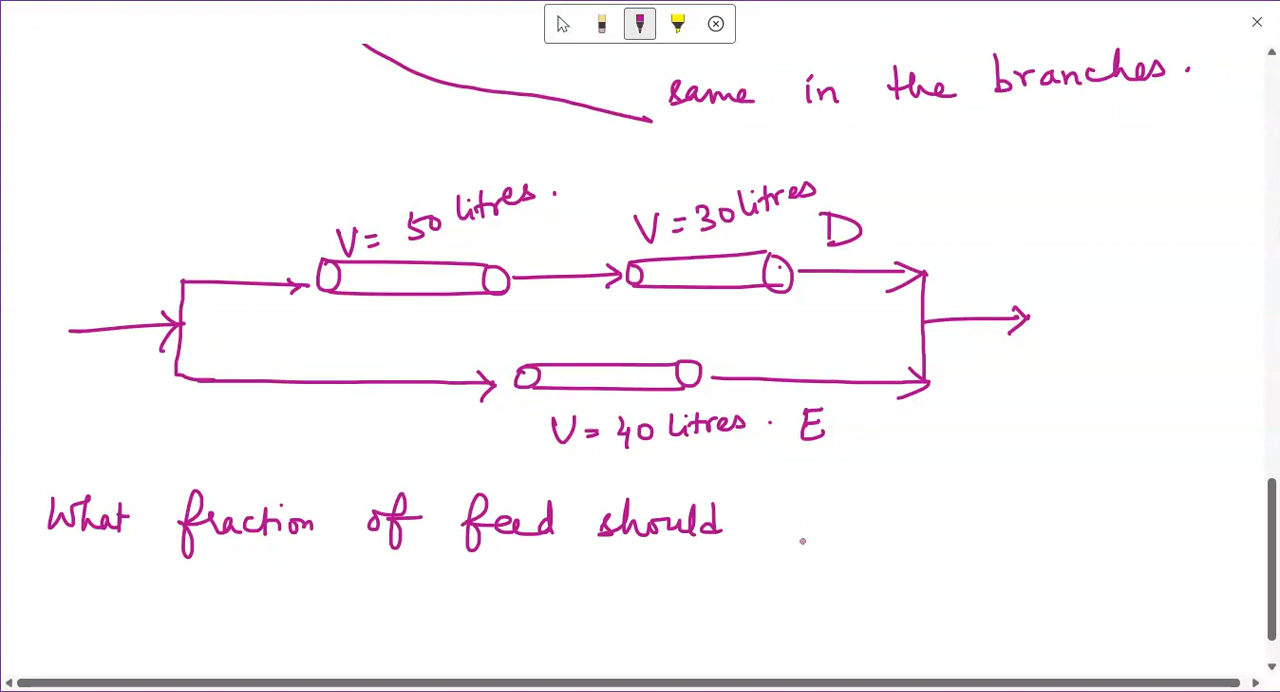 same in the branches.
V = 50 litres.
V = 30 litres
D
V = 40 litres. E
What fraction of feed should